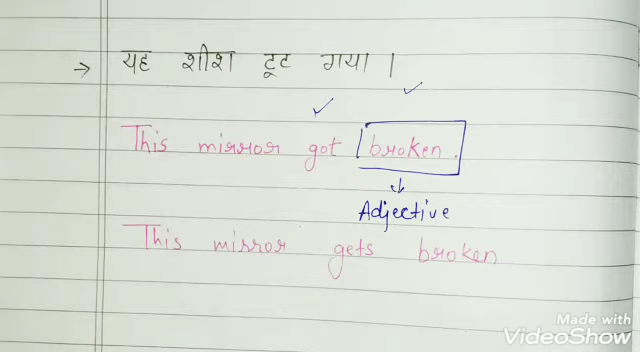 → यह शीश टूट गया ।
This mirror got broken.
Adjective
This mirror gets broken
Made with
VideoShow